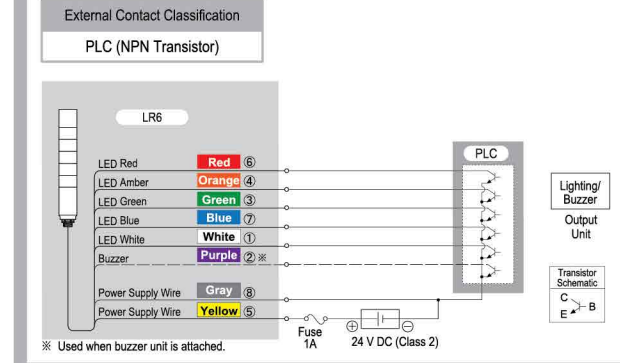 External Contact Classification
PLC (NPN Transistor)
LR6
PLC
LED Red Red ⑥
LED Amber Orange ④
LED Green Green ③
LED Blue Blue ⑦
LED White White ①
Buzzer Purple ② ※
Power Supply Wire Gray ⑧
Power Supply Wire Yellow ⑤
Fuse
1A
⊕ ⊖
24 V DC (Class 2)
※ Used when buzzer unit is attached.
Lighting/
Buzzer
Output
Unit
Transistor
Schematic
C
B
E